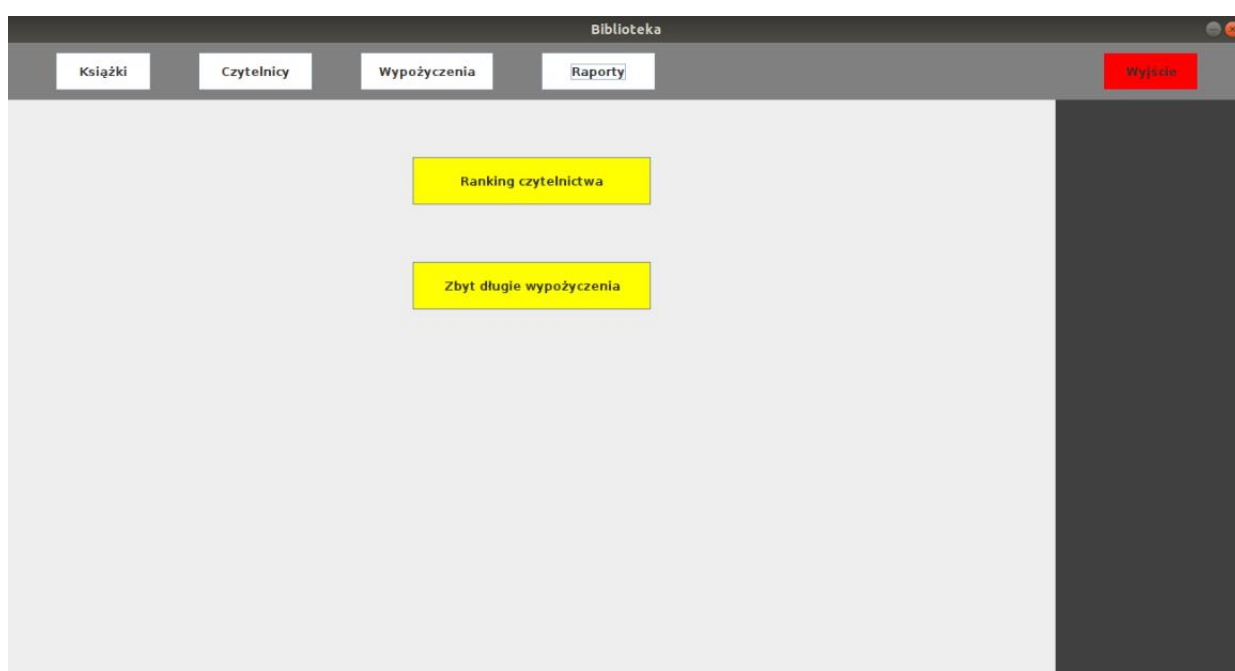 Biblioteka
Książki Czytelnicy Wypożyczenia Raporty Wyjście
Ranking czytelnictwa
Zbyt długie wypożyczenia